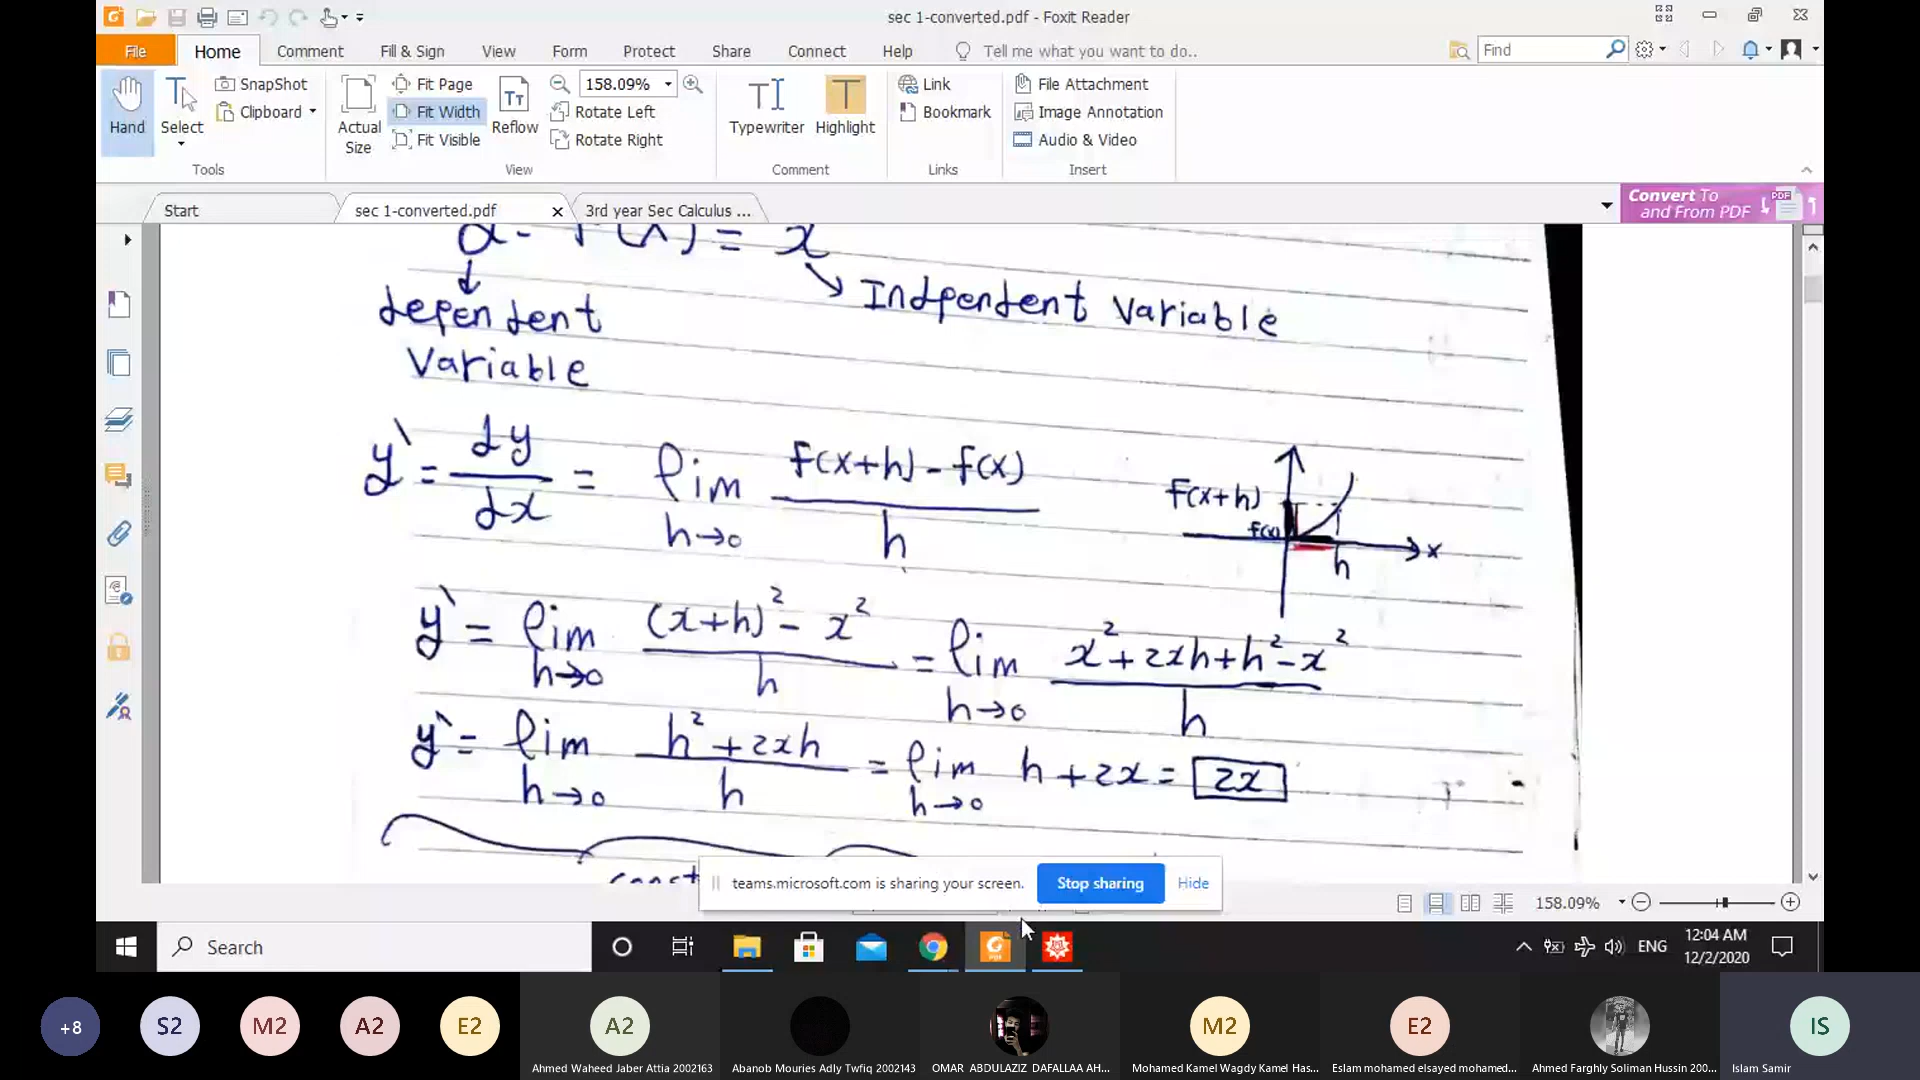 sec 1-converted.pdf - Foxit Reader
File Home Comment Fill & Sign View Form Protect Share Connect Help Tell me what you want to do.. Find
Hand
Select
SnapShot
Clipboard
Tools
Actual Size
Fit Page
Fit Width
Fit Visible
Reflow
158.09%
Rotate Left
Rotate Right
View
Typewriter
Highlight
Comment
Link
Bookmark
Links
File Attachment
Image Annotation
Audio & Video
Insert
Start
sec 1-converted.pdf
3rd year Sec Calculus ...
Convert To
and From PDF
Indpendent Variable
dependent
Variable
y` = dy/dx = lim h→0 f(x+h) - f(x) / h
f(x+h)
f(x)
x
h
y` = lim h→0 (x+h)² - x² / h = lim h→0 x² + 2xh + h² - x² / h
y` = lim h→0 h² + 2xh / h = lim h→0 h + 2x = 2x
teams.microsoft.com is sharing your screen. Stop sharing Hide
158.09%
Search
ENG
12:04 AM
12/2/2020
+8 S2 M2 A2 E2 A2 M2 E2 IS
Ahmed Waheed Jaber Attia 2002163
Abanob Mouries Adly Twfiq 2002143
OMAR ABDULAZIZ DAFALLAA AH...
Mohamed Kamel Wagdy Kamel Has...
Eslam mohamed elsayed mohamed...
Ahmed Farghly Soliman Hussin 200...
Islam Samir